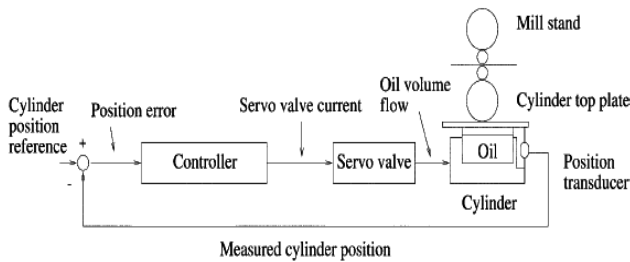 Mill stand
Oil volume
flow
Cylinder top plate
Servo valve current
Cylinder
position
reference
Position error
+
-
Controller
Servo valve
Oil
Position
transducer
Cylinder
Measured cylinder position